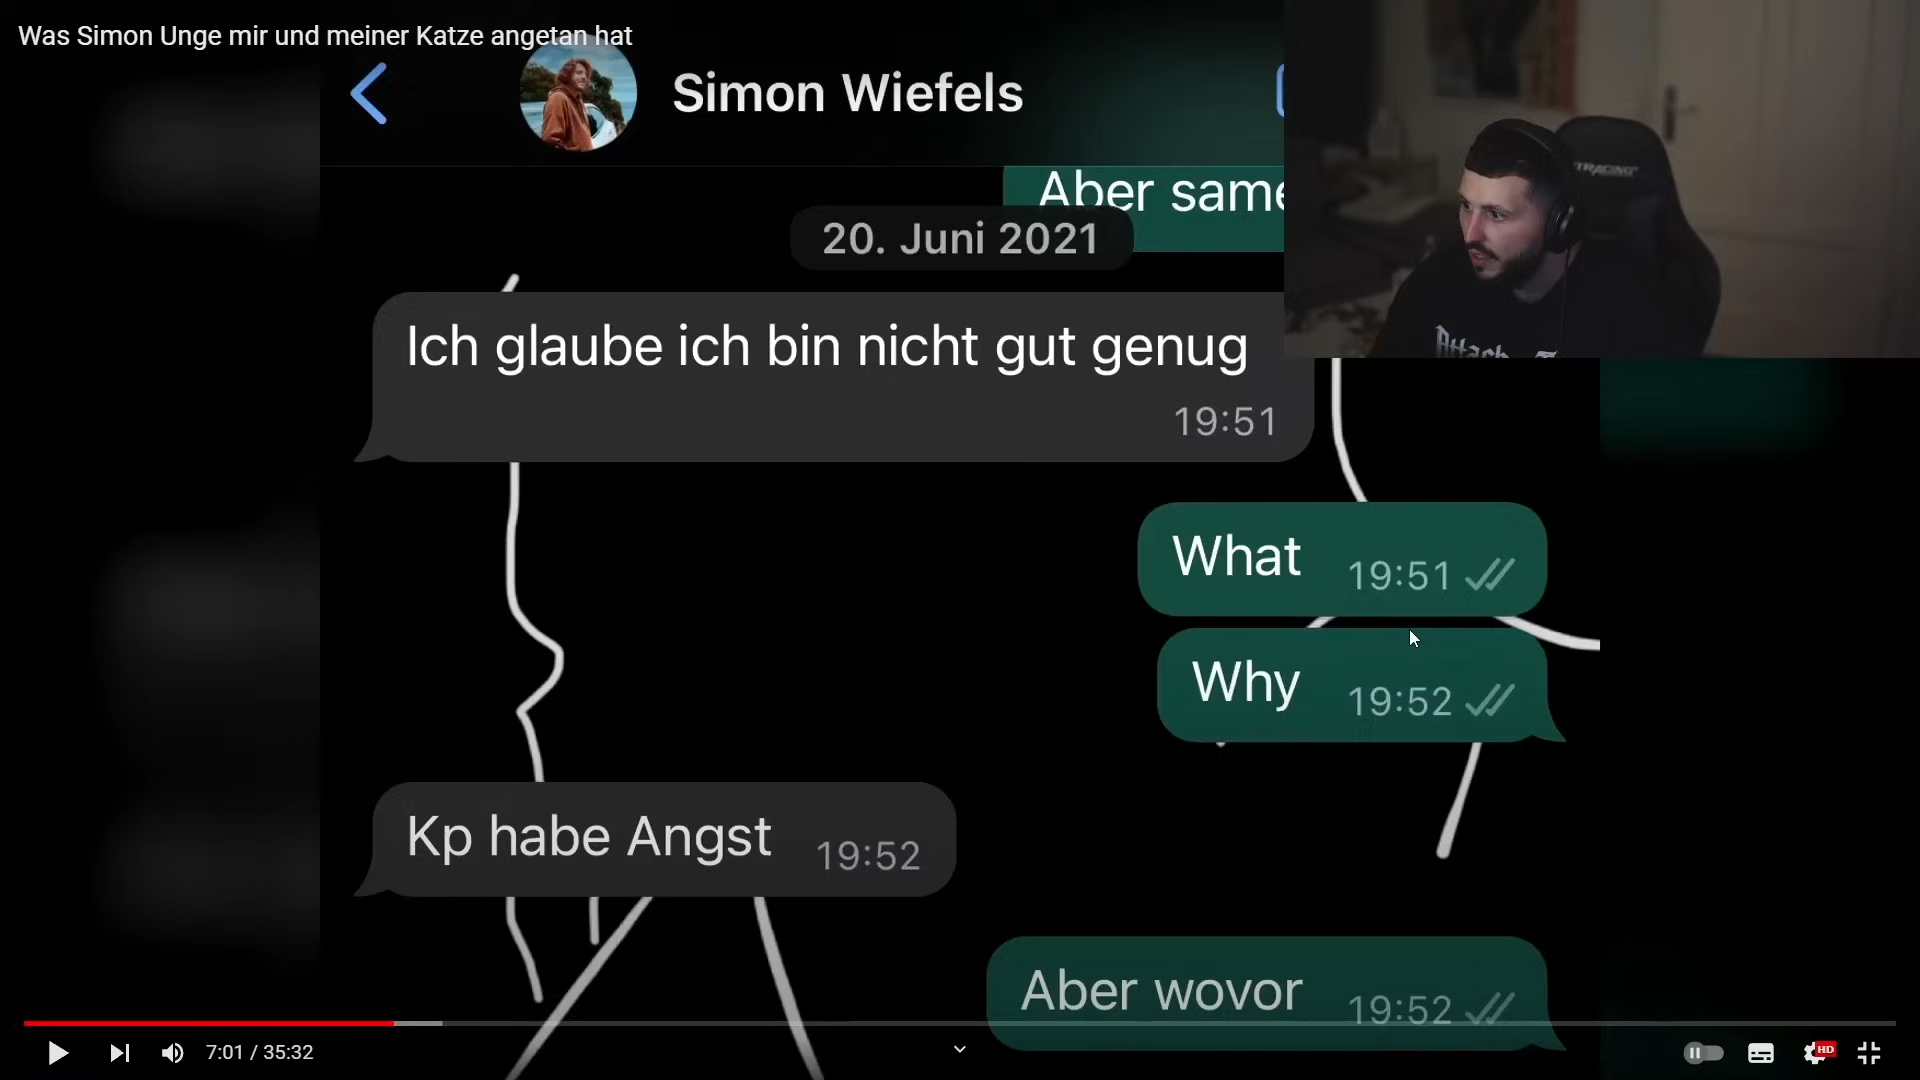 Was Simon Unge mir und meiner Katze angetan hat
Simon Wiefels
Aber same
20. Juni 2021
Ich glaube ich bin nicht gut genug
19:51
What 19:51
Why 19:52
Kp habe Angst 19:52
Aber wovor 19:52
7:01 / 35:32
HD